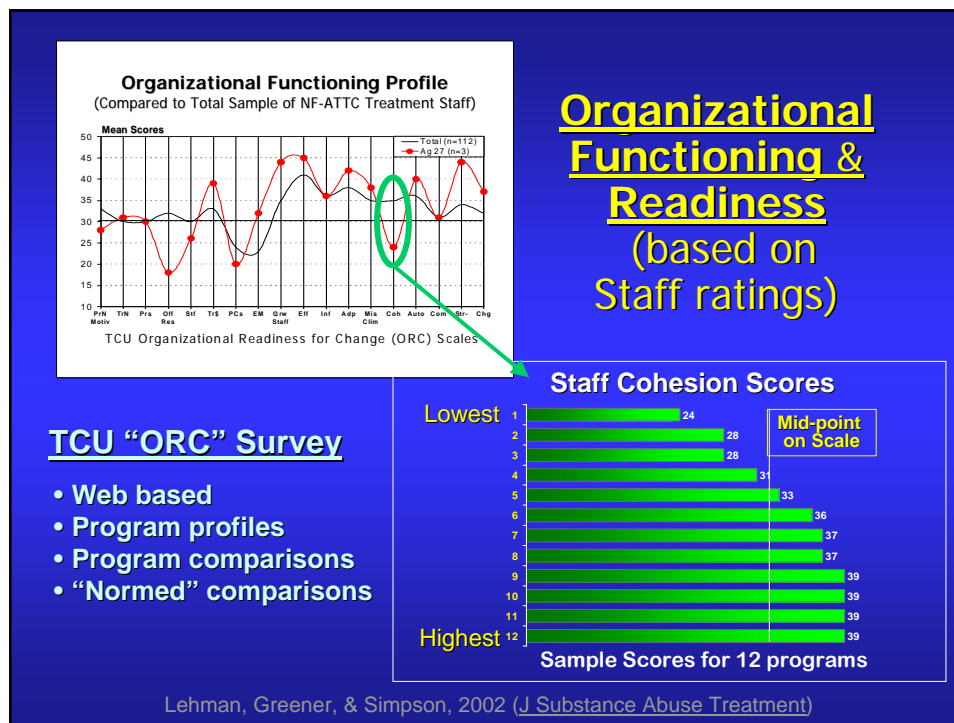 Organizational Functioning Profile
(Compared to Total Sample of NF-ATTC Treatment Staff)
Mean Scores
Total (n=112)
Ag 27 (n=3)
50
45
40
35
30
25
20
15
10
PrN TrN Prs Off Stf Tr$ PCs EM Grw Eff Inf Adp Mis Coh Auto Com Str- Chg
Motiv Res Staff Clim
TCU Organizational Readiness for Change (ORC) Scales
Organizational
Functioning &
Readiness
(based on
Staff ratings)
TCU “ORC” Survey
• Web based
• Program profiles
• Program comparisons
• “Normed” comparisons
Staff Cohesion Scores
Mid-point
on Scale
Lowest 1 24
2 28
3 28
4 31
5 33
6 36
7 37
8 37
9 39
10 39
11 39
Highest 12 39
Sample Scores for 12 programs
Lehman, Greener, & Simpson, 2002 (J Substance Abuse Treatment)